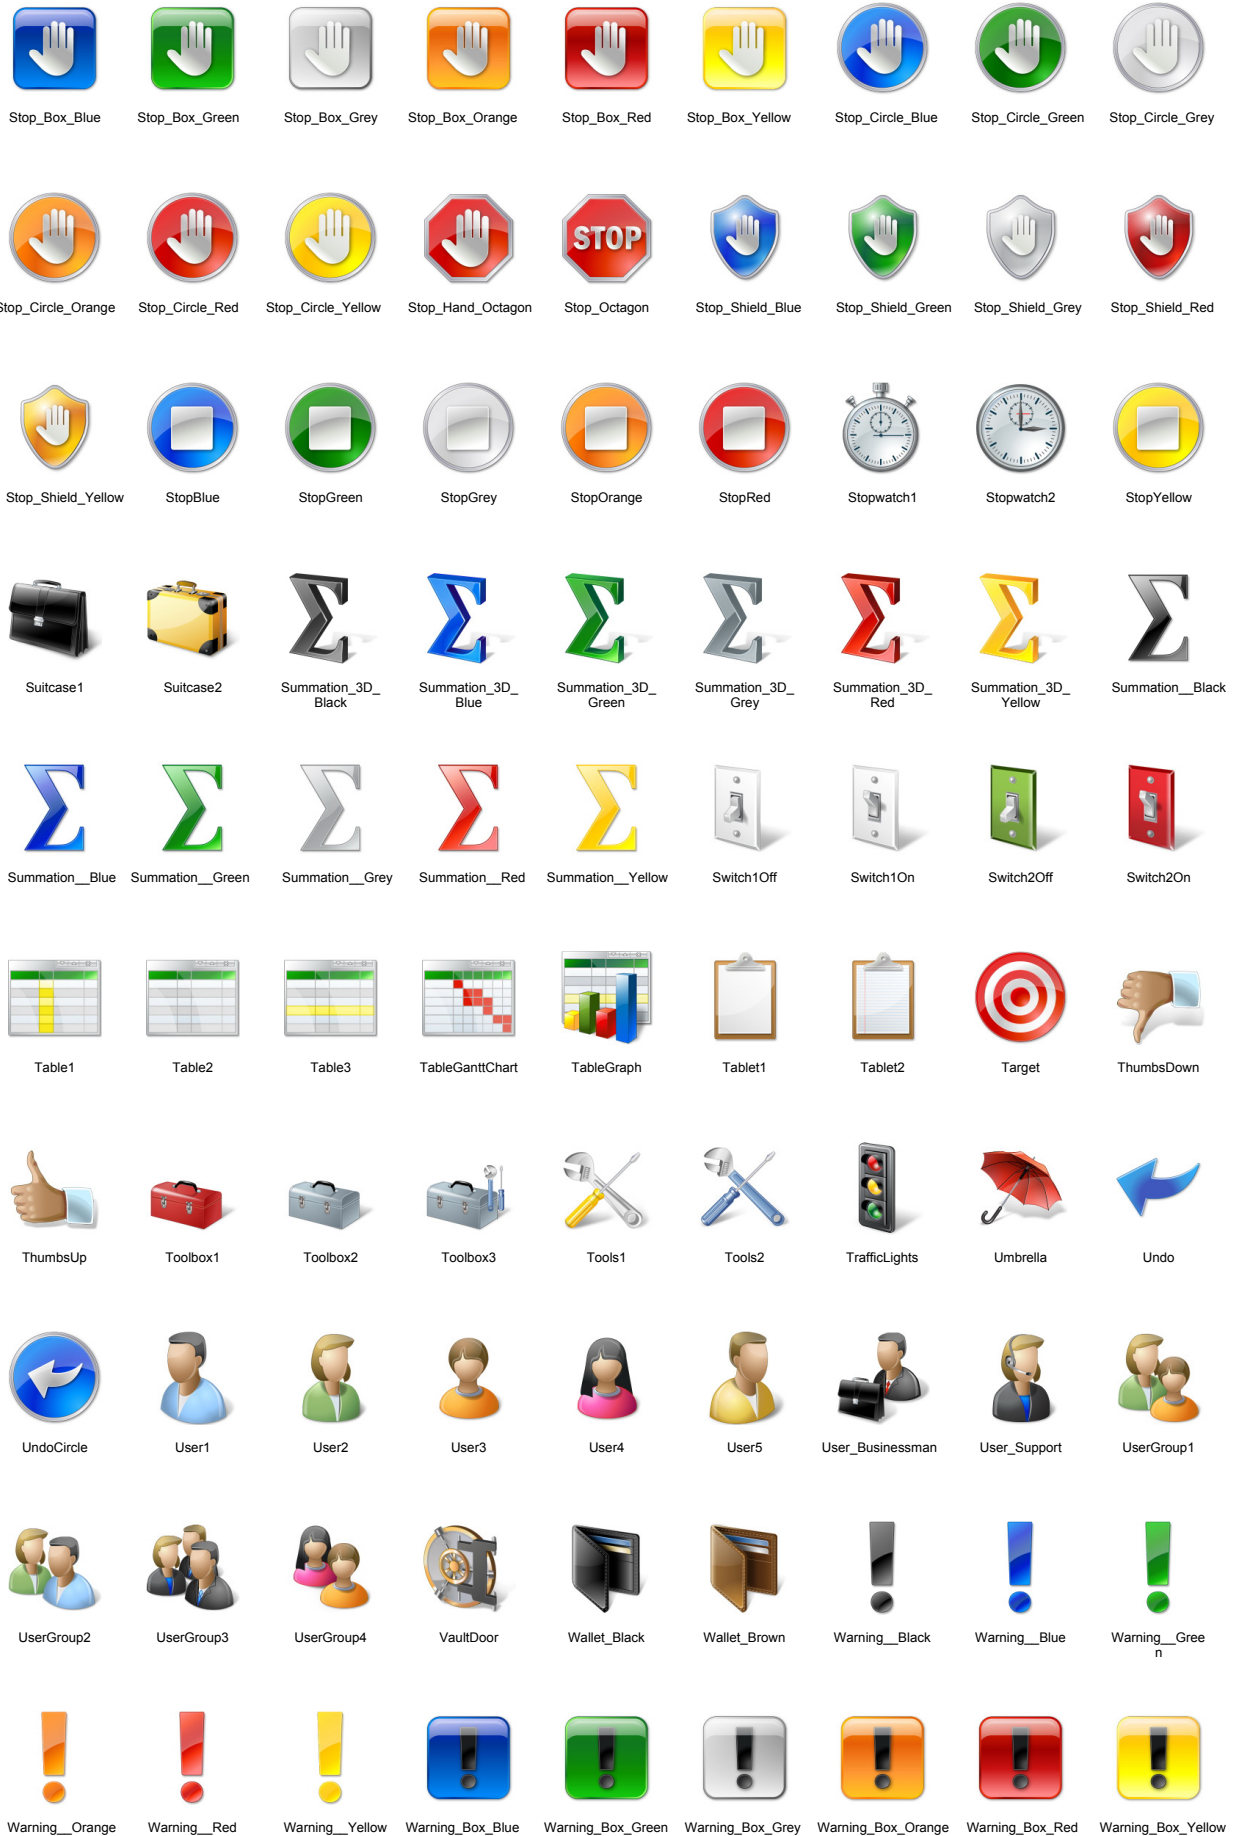 Stop_Box_Blue Stop_Box_Green Stop_Box_Grey Stop_Box_Orange Stop_Box_Red Stop_Box_Yellow Stop_Circle_Blue Stop_Circle_Green Stop_Circle_Grey
STOP
Stop_Circle_Orange Stop_Circle_Red Stop_Circle_Yellow Stop_Hand_Octagon Stop_Octagon Stop_Shield_Blue Stop_Shield_Green Stop_Shield_Grey Stop_Shield_Red
Stop_Shield_Yellow StopBlue StopGreen StopGrey StopOrange StopRed Stopwatch1 Stopwatch2 StopYellow
Suitcase1 Suitcase2 Summation_3D_ Summation_3D_ Summation_3D_ Summation_3D_ Summation_3D_ Summation_3D_ Summation__Black
Black Blue Green Grey Red Yellow
Summation__Blue Summation__Green Summation__Grey Summation__Red Summation__Yellow Switch1Off Switch1On Switch2Off Switch2On
Table1 Table2 Table3 TableGanttChart TableGraph Tablet1 Tablet2 Target ThumbsDown
ThumbsUp Toolbox1 Toolbox2 Toolbox3 Tools1 Tools2 TrafficLights Umbrella Undo
UndoCircle User1 User2 User3 User4 User5 User_Businessman User_Support UserGroup1
UserGroup2 UserGroup3 UserGroup4 VaultDoor Wallet_Black Wallet_Brown Warning__Black Warning__Blue Warning__Gree
n
Warning__Orange Warning__Red Warning__Yellow Warning_Box_Blue Warning_Box_Green Warning_Box_Grey Warning_Box_Orange Warning_Box_Red Warning_Box_Yellow